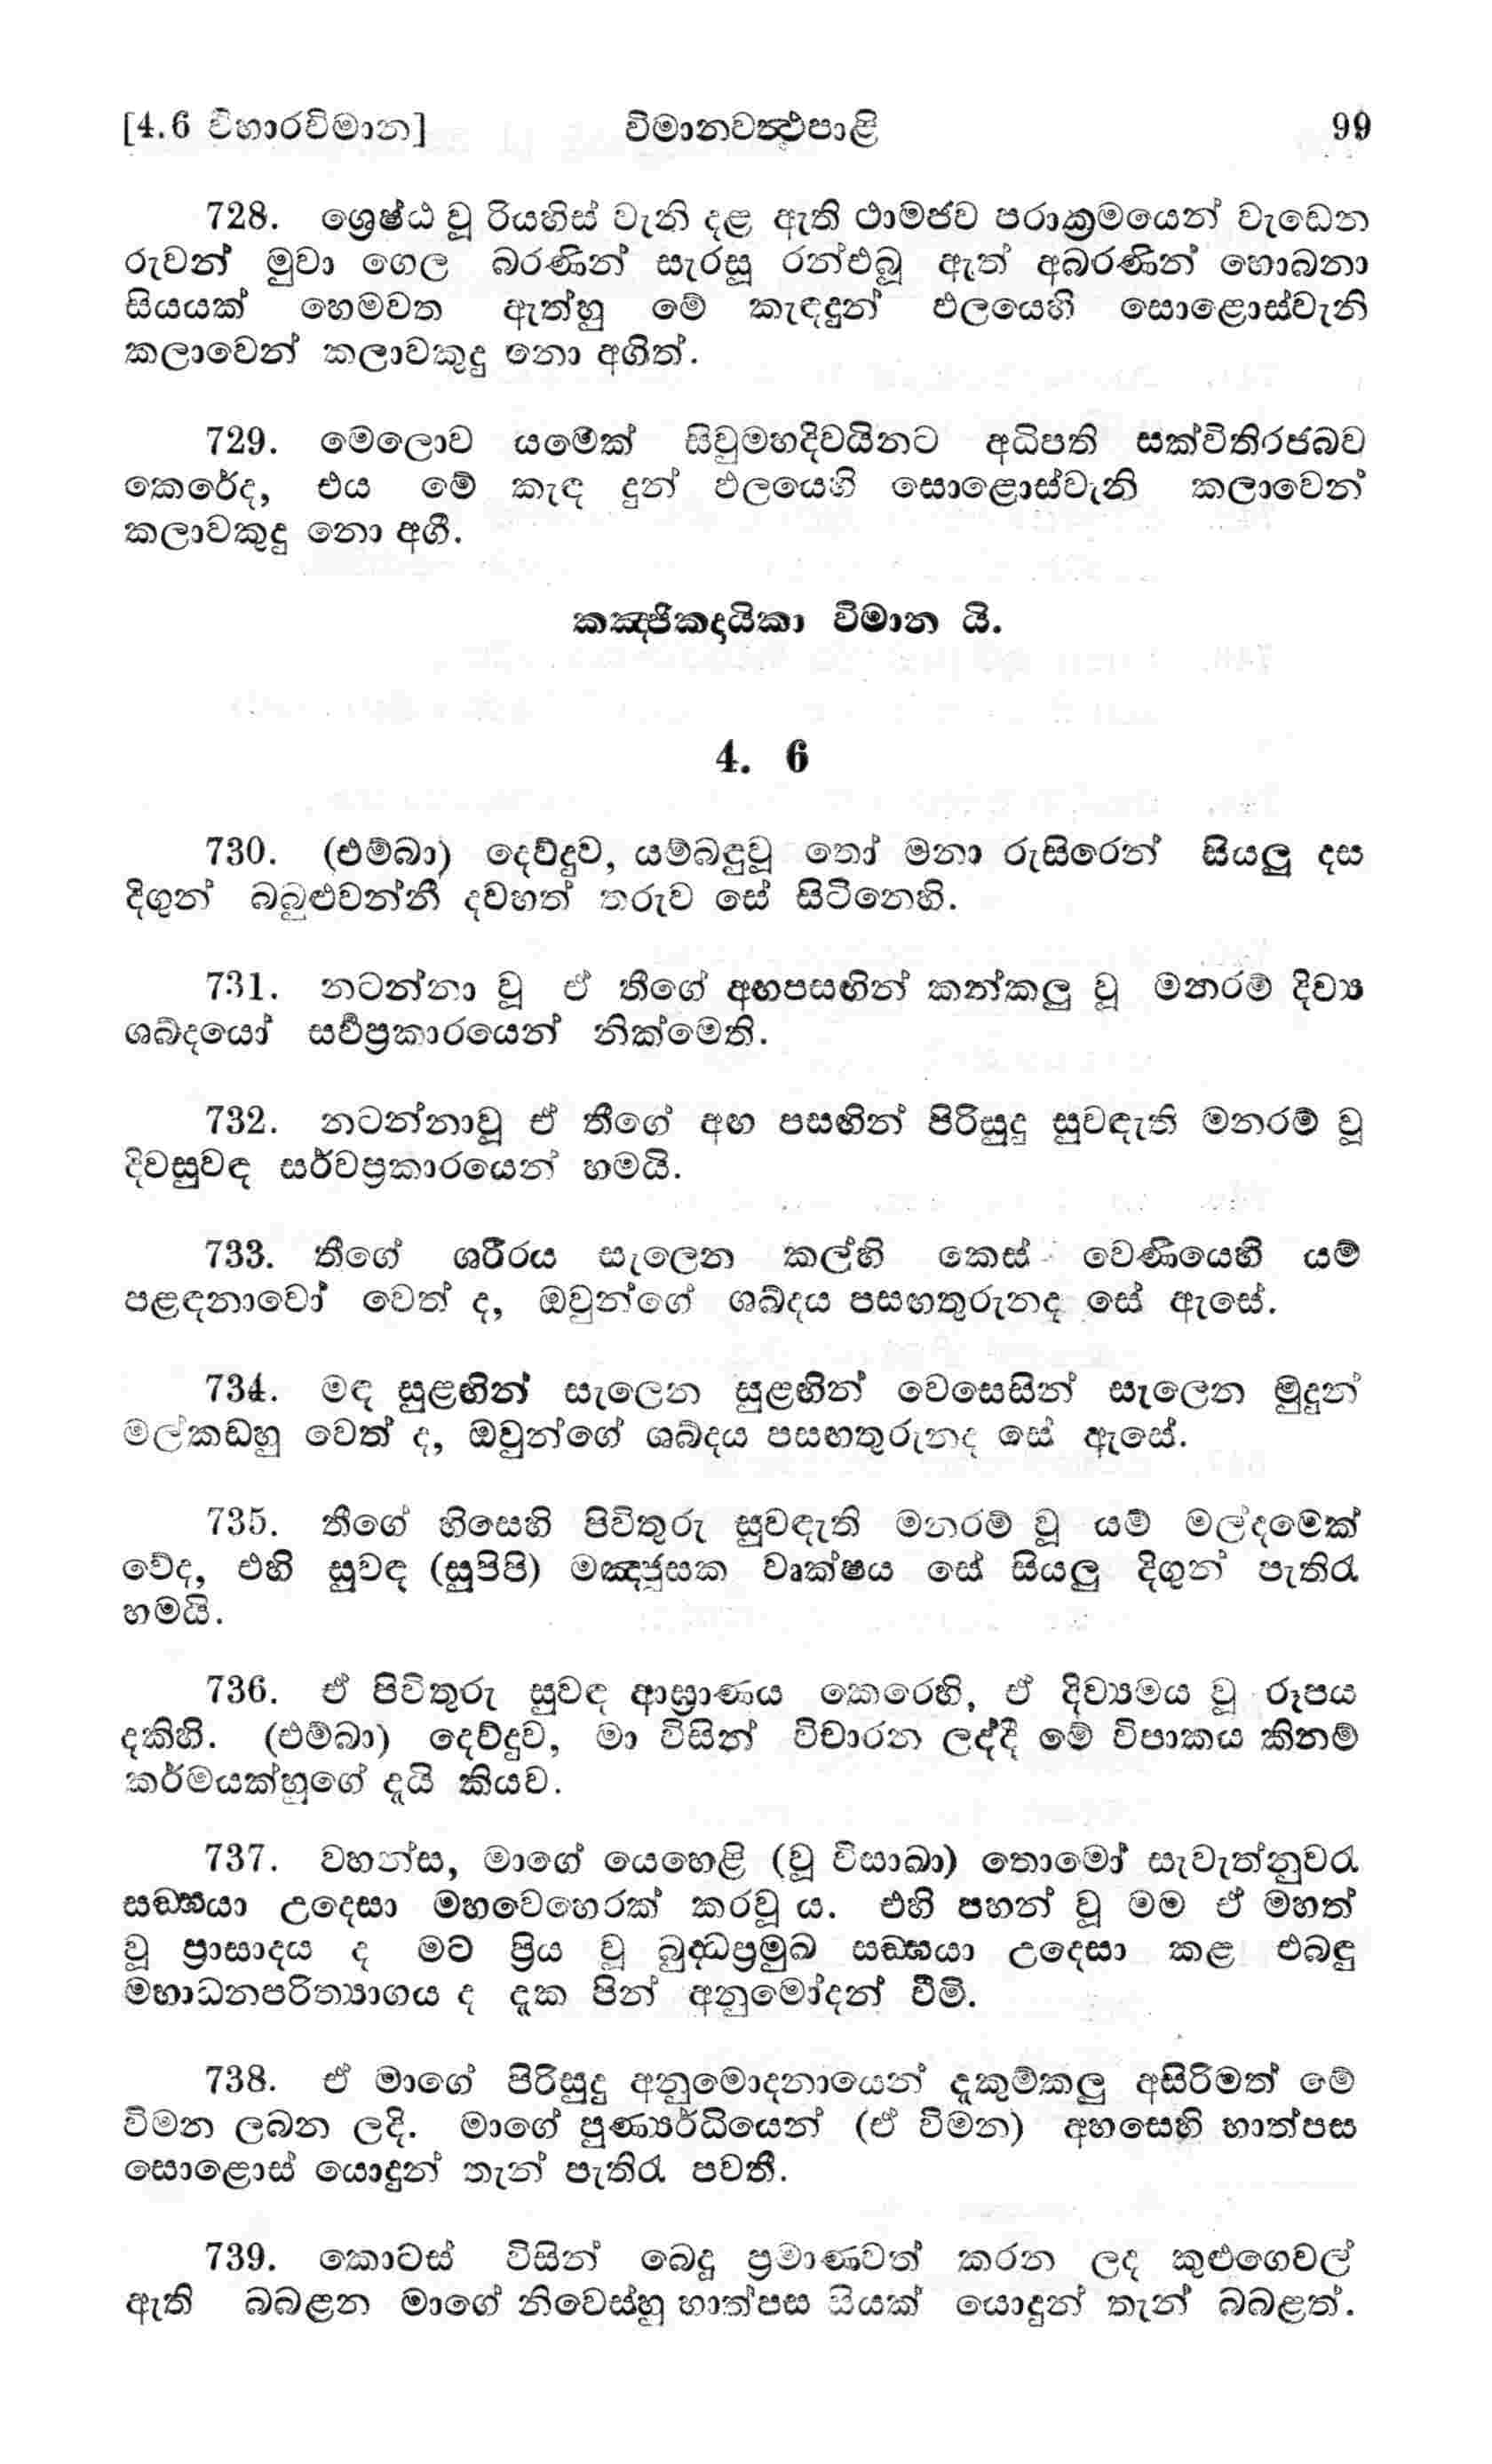 [4.6 විහාරවිමාන] විමානවත්‍ථුපාළි 99
728. ශ්‍රෙෂ්ඨ වූ රියහිස් වැනි දළ ඇති ථාමජව පරාක්‍රමයෙන් වැඩෙන
රුවන් මුවා ගෙල බරණින් සැරසූ රන්එබූ ඇත් අබරණින් හොබනා
සියයක් හෙමවත ඇත්හු මේ කැඳදුන් ඵලයෙහි සොළොස්වැනි
කලාවෙන් කලාවකුදු නො අගිත්.
729. මෙලොව යමෙක් සිවුමහදිවයිනට අධිපති සක්විතිරජබව
කෙරේද, එය මේ කැඳ දුන් ඵලයෙහි සොළොස්වැනි කලාවෙන්
කලාවකුදු නො අගී.
කඤ්ජිකදායිකා විමාන යි.
4. 6
730. (එම්බා) දෙව්දුව, යම්බඳුවූ තෝ මනා රුසිරෙන් සියලු දස
දිගුන් බබුළුවන්නී දවහත් තරුව සේ සිටිනෙහි.
731. නටන්නා වූ ඒ තීගේ අඟපසඟින් කන්කලු වූ මනරම් දිව්‍ය
ශබ්දයෝ සර්‍වප්‍රකාරයෙන් නික්මෙති.
732. නටන්නාවූ ඒ තීගේ අඟ පසඟින් පිරිසුදු සුවඳැති මනරම් වූ
දිවසුවඳ සර්වප්‍රකාරයෙන් හමයි.
733. තීගේ ශරීරය සැලෙන කල්හි කෙස් වෙණියෙහි යම්
පළඳනාවෝ වෙත් ද, ඔවුන්ගේ ශබ්දය පසඟතුරුනද සේ ඇසේ.
734. මඳ සුළඟින් සැලෙන සුළඟින් වෙසෙසින් සැලෙන මුදුන්
මල්කඩහු වෙත් ද, ඔවුන්ගේ ශබ්දය පසඟතුරුනද සේ ඇසේ.
735. තීගේ හිසෙහි පිවිතුරු සුවඳැති මනරම් වූ යම් මල්දමෙක්
වේද, එහි සුවඳ (සුපිපි) මඤ්ජුසක වෘක්ෂය සේ සියලු දිගුන් පැතිර
හමයි.
736. ඒ පිවිතුරු සුවඳ ආඝ්‍රාණය කෙරෙහි, ඒ දිව්‍යමය වූ රූපය
දකිහි. (එම්බා) දෙව්දුව, මා විසින් විචාරන ලද්දී මේ විපාකය කිනම්
කර්මයක්හුගේ දැයි කියව.
737. වහන්ස, මාගේ යෙහෙළි (වූ විසාඛා) තොමෝ සැවැත්නුවර
සඞ්ඝයා උදෙසා මහවෙහෙරක් කරවූ ය. එහි පහන් වූ මම ඒ මහත්
වූ ප්‍රාසාදය ද මට ප්‍රිය වූ බුද්ධප්‍රමුඛ සඞ්ඝයා උදෙසා කළ එබඳු
මහාධනපරිත්‍යාගය ද දැක පින් අනුමෝදන් වීමි.
738. ඒ මාගේ පිරිසුදු අනුමොදනායෙන් දැකුම්කලු අසිරිමත් මේ
විමන ලබන ලදි. මාගේ පුණ්‍යර්ධියෙන් (ඒ විමන) අහසෙහි හාත්පස
සොළොස් යොදුන් තැන් පැතිර පවතී.
739. කොටස් විසින් බෙදූ ප්‍රමාණවත් කරන ලද කුළුගෙවල්
ඇති බබළන මාගේ නිවෙස්හු හාත්පස සියක් යොදුන් තැන් බබළත්.